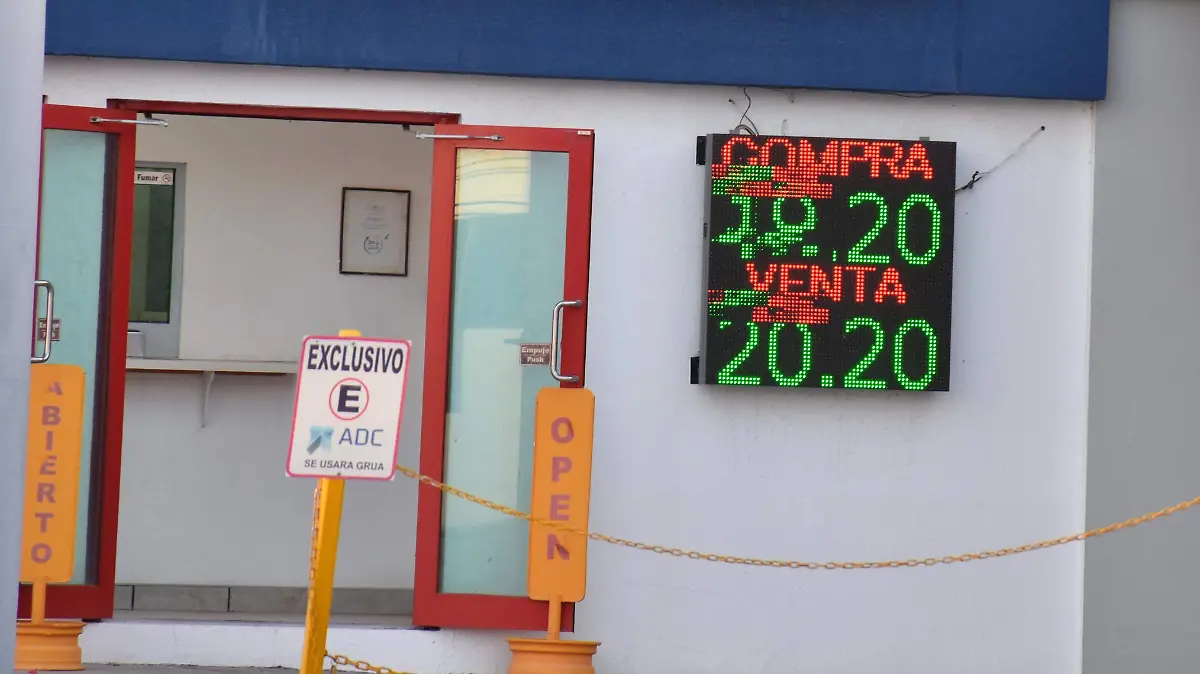 Fumar
COMPRA
19.20
VENTA
20.20
Empuje
Push
EXCLUSIVO
E
ADC
SE USARA GRUA
ABIERTO
OPEN